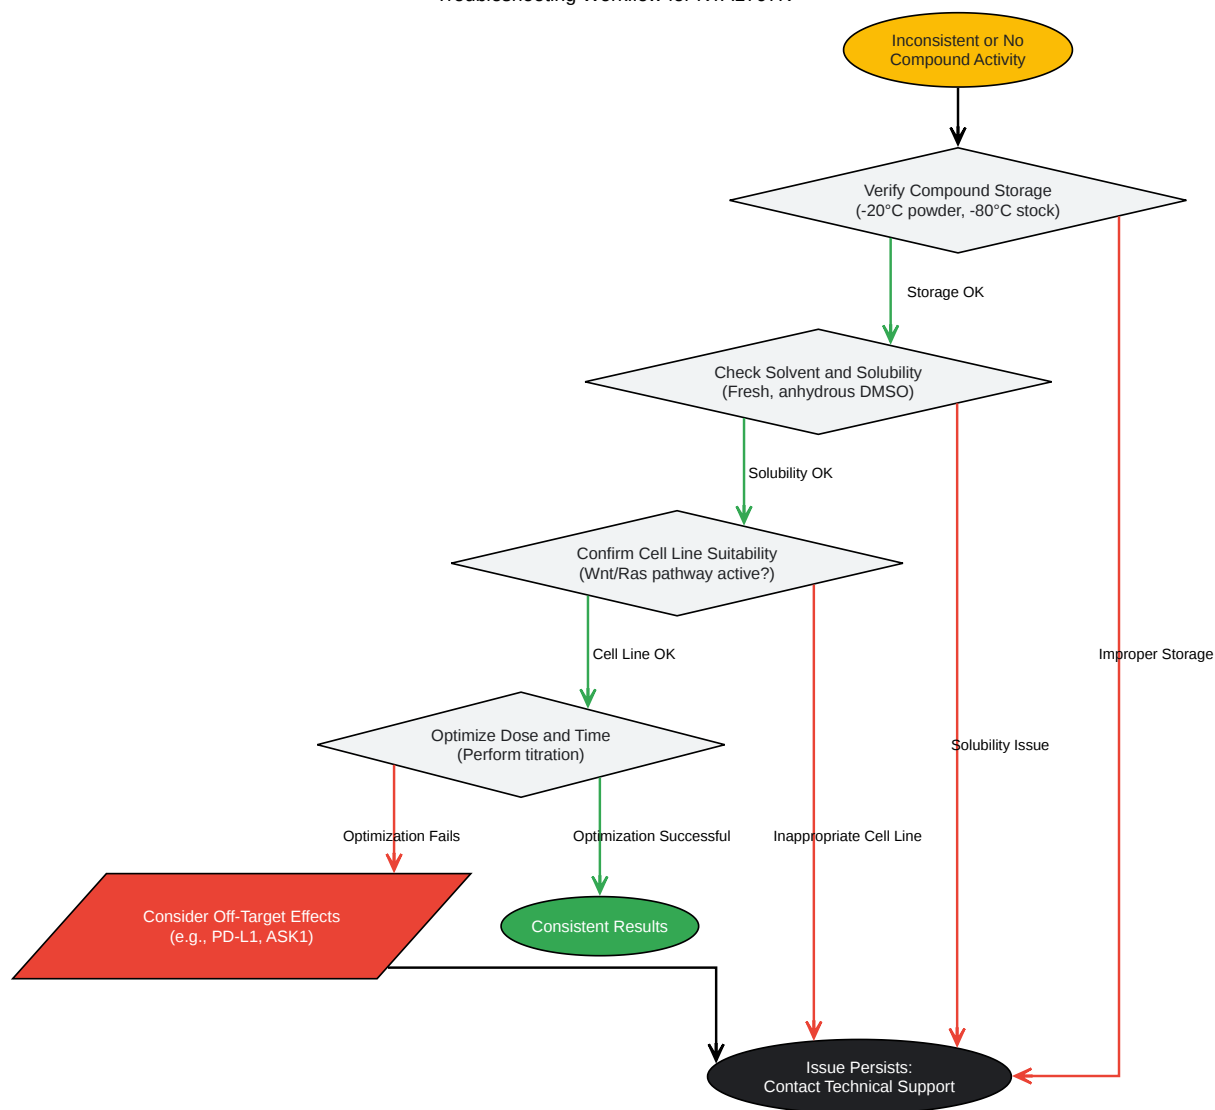 Troubleshooting Workflow for
Inconsistent or No
Compound Activity
Verify Compound Storage
(-20°C powder, -80°C stock)
Storage OK
Check Solvent and Solubility
(Fresh, anhydrous DMSO)
Solubility OK
Confirm Cell Line Suitability
(Wnt/Ras pathway active?)
Cell Line OK
Improper Storage
Optimize Dose and Time
(Perform titration)
Solubility Issue
Optimization Fails
Optimization Successful
Inappropriate Cell Line
Consider Off-Target Effects
(e.g., PD-L1, ASK1)
Consistent Results
Issue Persists:
Contact Technical Support